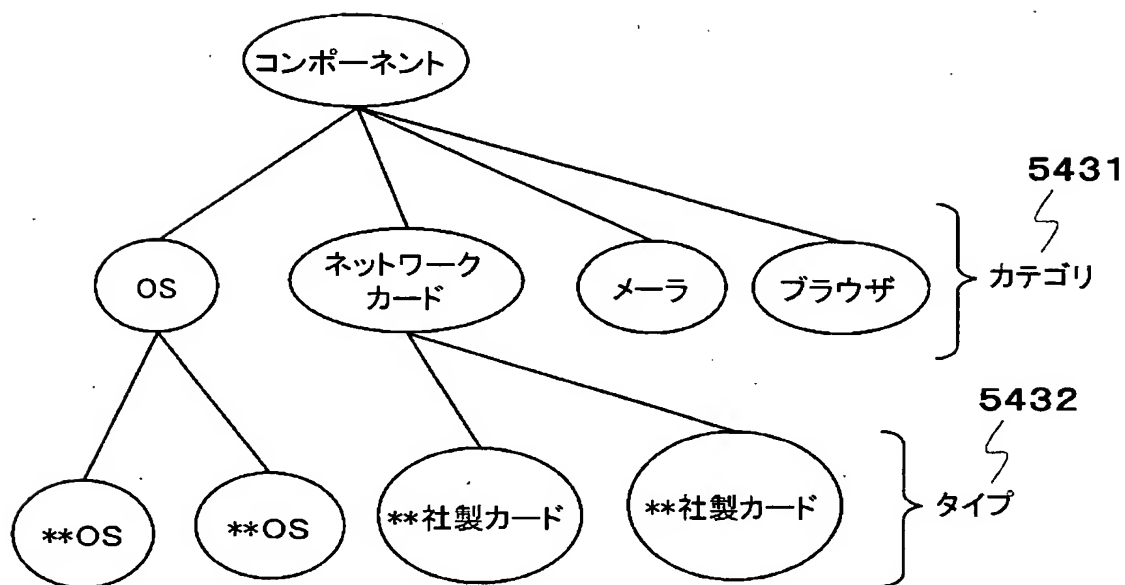 コンポーネント
5431
OS
ネットワーク
カード
メーラ
ブラウザ
カテゴリ
5432
**OS
**OS
**社製カード
**社製カード
タイプ